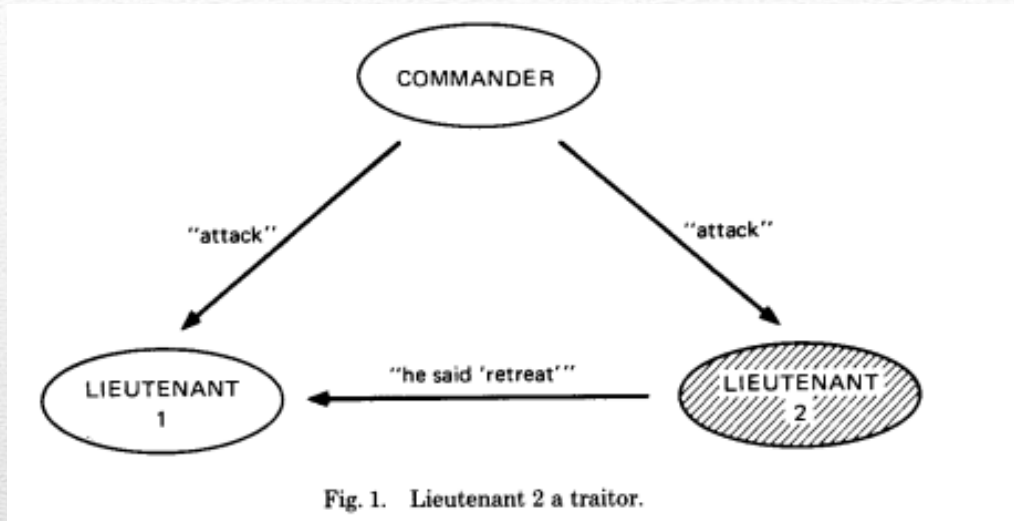 COMMANDER
"attack"
"attack"
"he said 'retreat'"
LIEUTENANT
1
LIEUTENANT
2
Fig. 1. Lieutenant 2 a traitor.